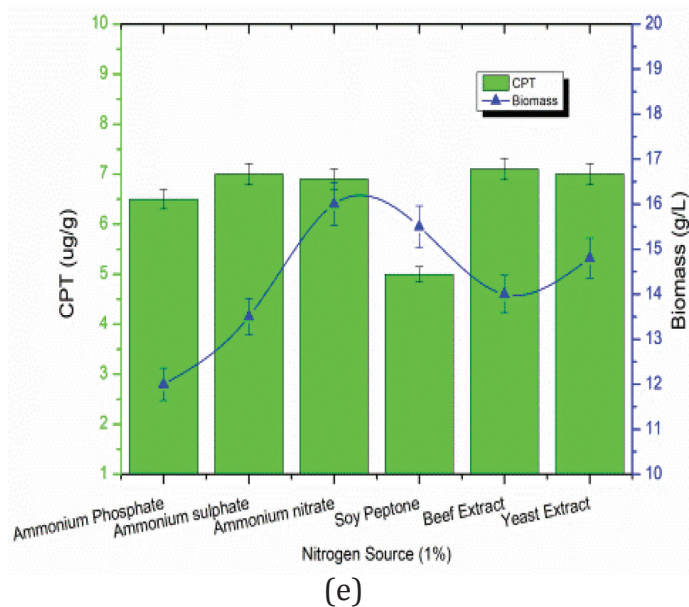 10
9
8
7
6
5
4
3
2
1
CPT (ug/g)
CPT
Biomass
20
19
18
17
16
15
14
13
12
11
10
Biomass (g/L)
Ammonium Phosphate
Ammonium sulphate
Ammonium nitrate
Soy Peptone
Beef Extract
Yeast Extract
Nitrogen Source (1%)
(e)